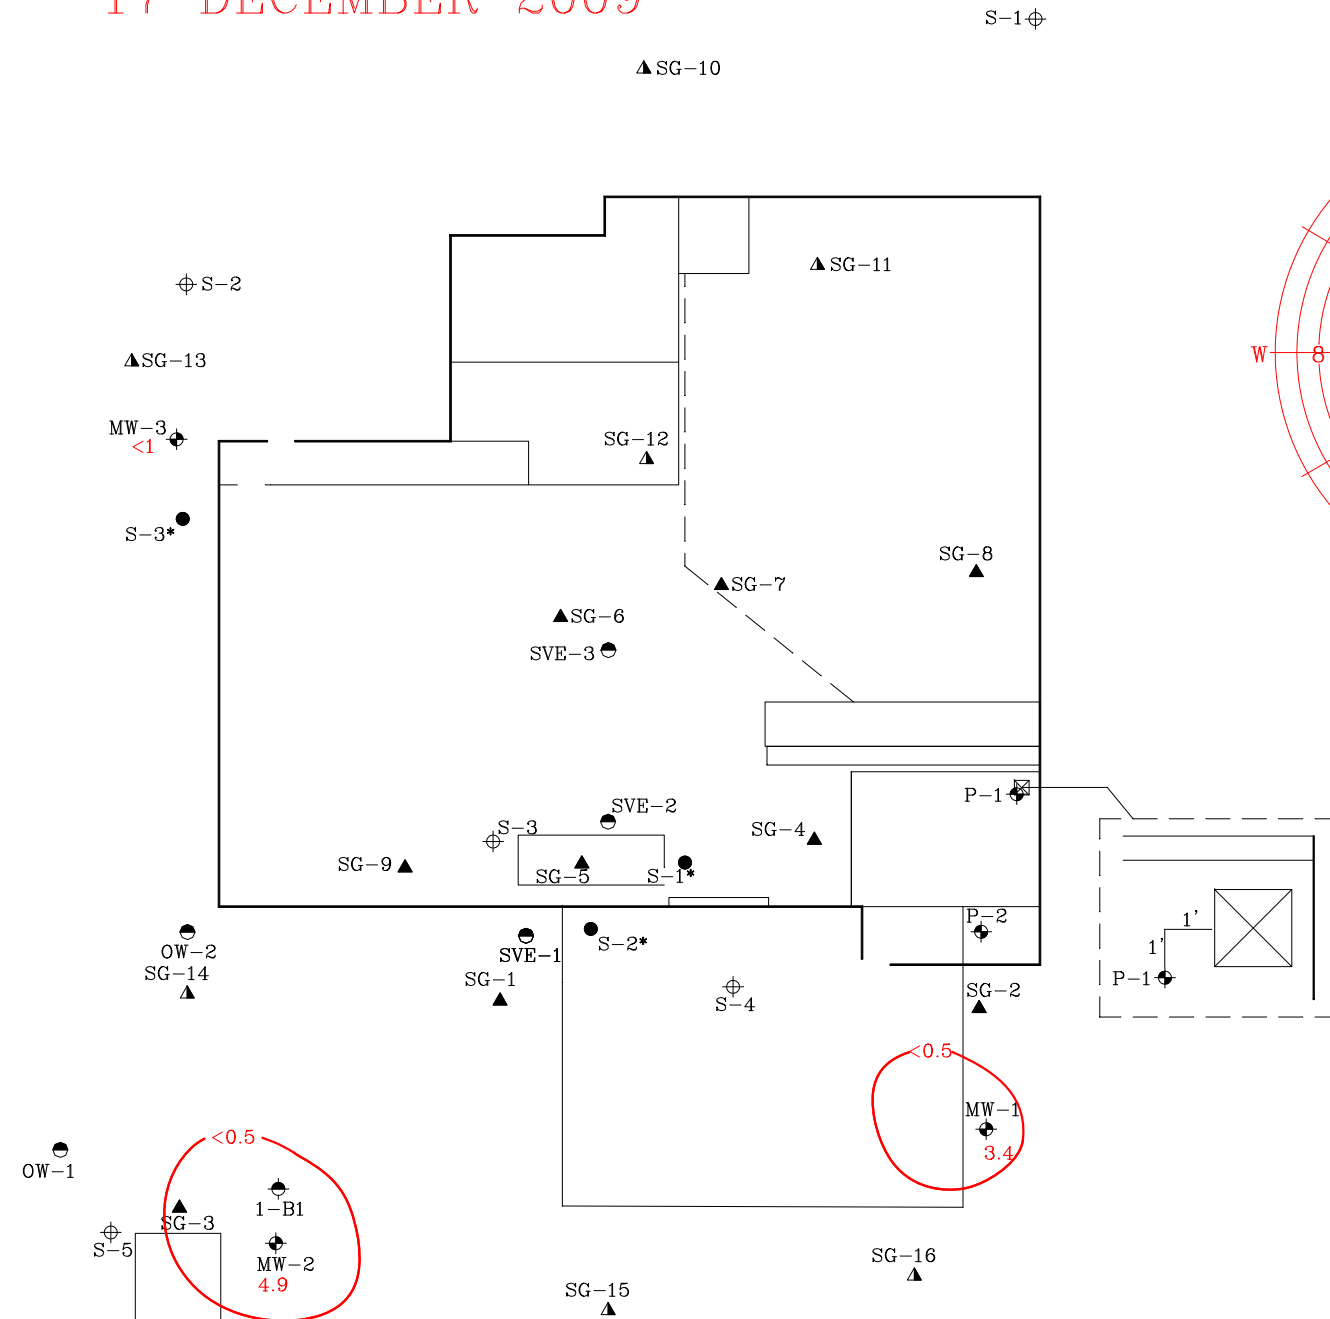 17 DECEMBER 2009
S-1
SG-10
SG-11
S-2
W
8
SG-13
MW-3
<1
SG-12
S-3*
SG-8
SG-7
SG-6
SVE-3
P-1
SVE-2
S-3
SG-4
SG-9
SG-5
S-1*
P-2
1'
OW-2
S-2*
1'
SVE-1
SG-14
SG-1
P-1
SG-2
S-4
<0.5
MW-1
<0.5
3.4
OW-1
1-B1
SG-3
S-5
MW-2
SG-16
4.9
SG-15